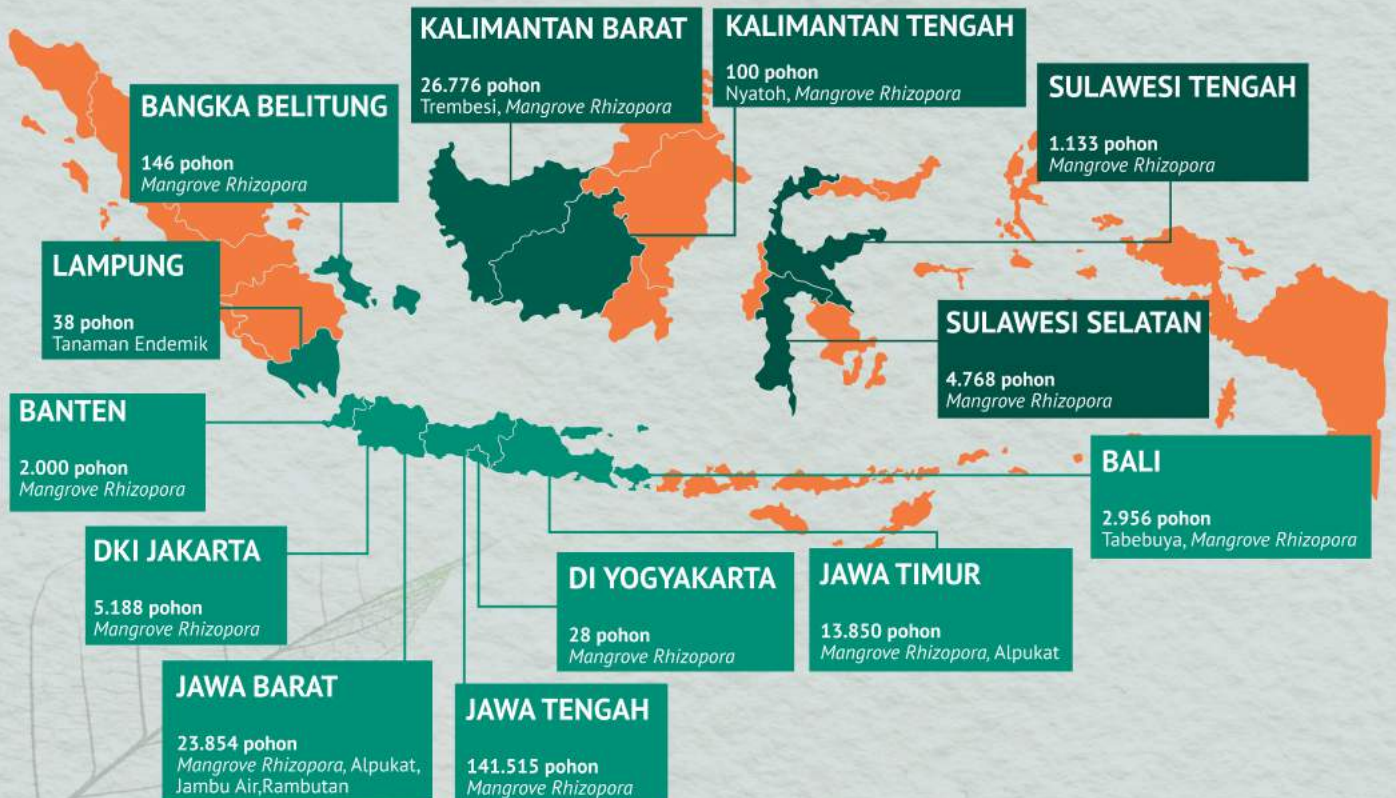 KALIMANTAN BARAT
26.776 pohon
Trembesi, Mangrove Rhizopora
KALIMANTAN TENGAH
100 pohon
Nyatoh, Mangrove Rhizopora
SULAWESI TENGAH
1.133 pohon
Mangrove Rhizopora
BANGKA BELITUNG
146 pohon
Mangrove Rhizopora
LAMPUNG
38 pohon
Tanaman Endemik
SULAWESI SELATAN
4.768 pohon
Mangrove Rhizopora
BANTEN
2.000 pohon
Mangrove Rhizopora
BALI
2.956 pohon
Tabebuya, Mangrove Rhizopora
DKI JAKARTA
5.188 pohon
Mangrove Rhizopora
DI YOGYAKARTA
28 pohon
Mangrove Rhizopora
JAWA TIMUR
13.850 pohon
Mangrove Rhizopora, Alpukat
JAWA BARAT
23.854 pohon
Mangrove Rhizopora, Alpukat,
Jambu Air,Rambutan
JAWA TENGAH
141.515 pohon
Mangrove Rhizopora